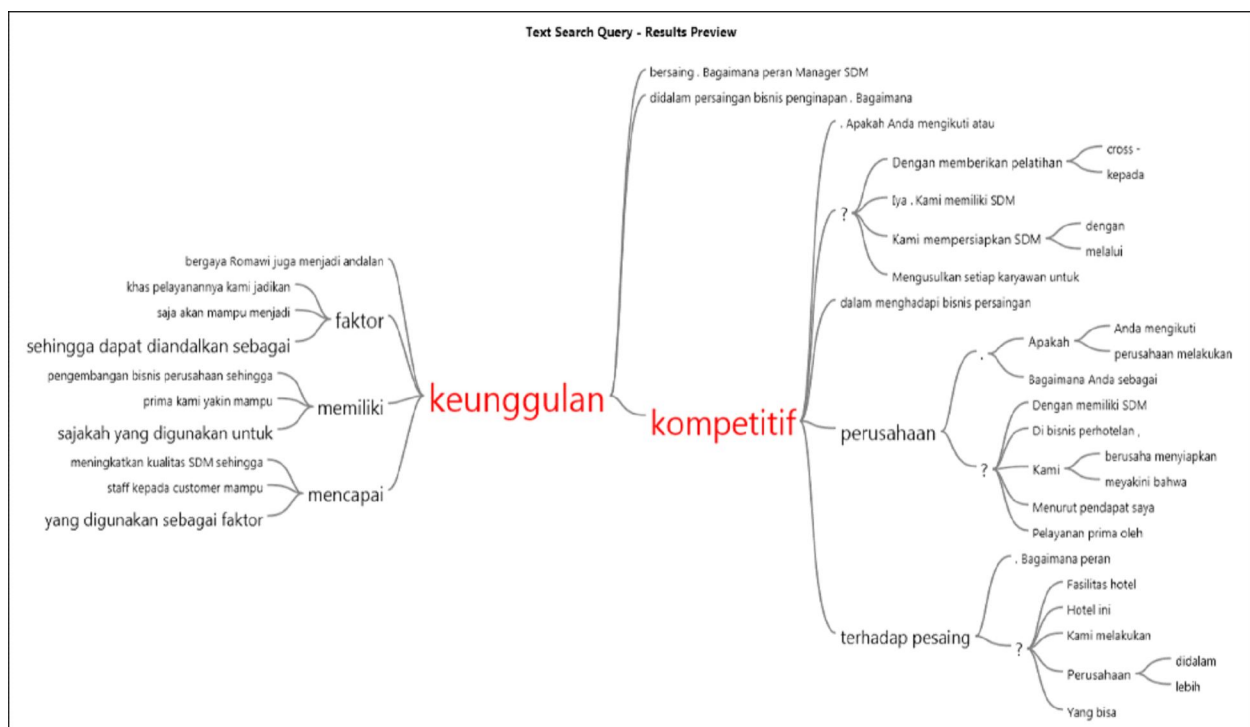 Text Search Query - Results Preview
bergaya Romawi juga menjadi andalan
khas pelayanannya kami jadikan
saja akan mampu menjadi
sehingga dapat diandalkan sebagai
faktor
pengembangan bisnis perusahaan sehingga
prima kami yakin mampu
sajakah yang digunakan untuk
memiliki
meningkatkan kualitas SDM sehingga
staff kepada customer mampu
yang digunakan sebagai faktor
mencapai
keunggulan
bersaing . Bagaimana peran Manager SDM
didalam persaingan bisnis penginapan . Bagaimana
kompetitif
. Apakah Anda mengikuti atau
?
Dengan memberikan pelatihan
cross -
kepada
Iya . Kami memiliki SDM
Kami mempersiapkan SDM
dengan
melalui
Mengusulkan setiap karyawan untuk
dalam menghadapi bisnis persaingan
perusahaan
.
Apakah
Anda mengikuti
perusahaan melakukan
Bagaimana Anda sebagai
?
Dengan memiliki SDM
Di bisnis perhotelan ,
Kami
berusaha menyiapkan
meyakini bahwa
Menurut pendapat saya
Pelayanan prima oleh
terhadap pesaing
. Bagaimana peran
?
Fasilitas hotel
Hotel ini
Kami melakukan
Perusahaan
didalam
lebih
Yang bisa